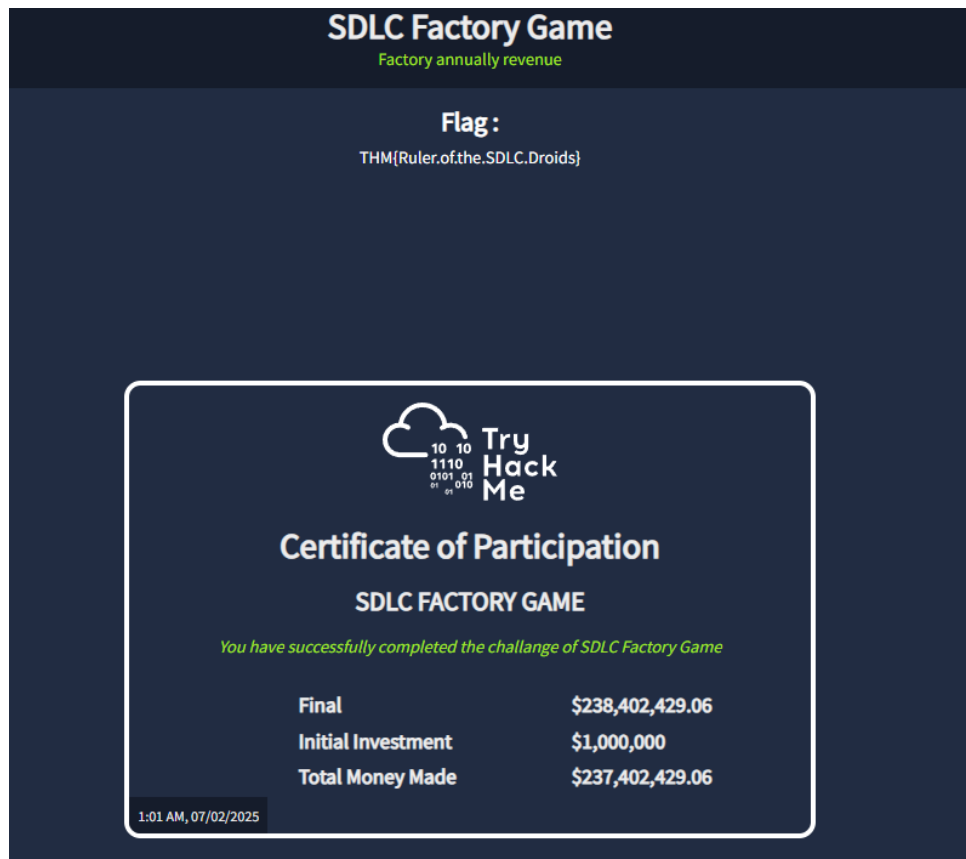 SDLC Factory Game
Factory annually revenue
Flag :
THM{Ruler.of.the.SDLC.Droids}
10 10
1110
0101 01
01 01 010
Try
Hack
Me
Certificate of Participation
SDLC FACTORY GAME
You have successfully completed the challange of SDLC Factory Game
Final $238,402,429.06
Initial Investment $1,000,000
Total Money Made $237,402,429.06
1:01 AM, 07/02/2025